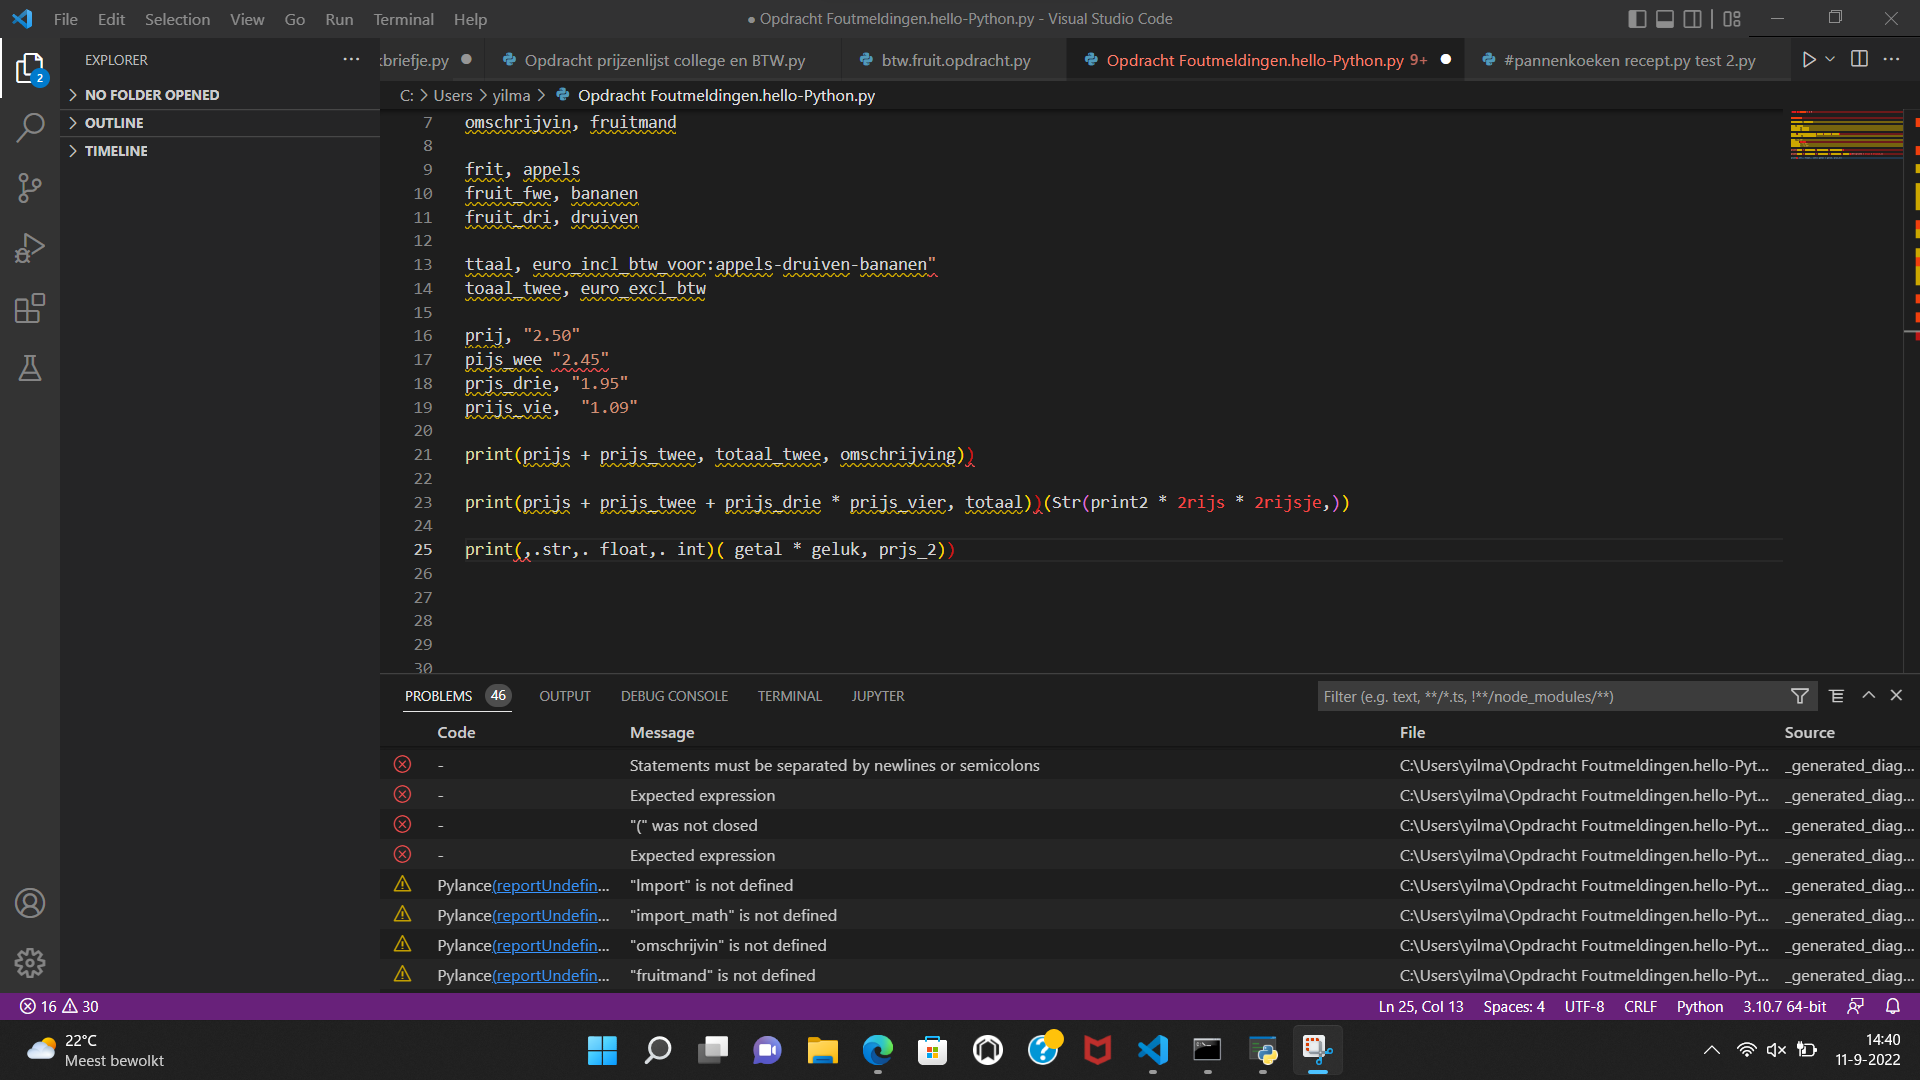 File Edit Selection View Go Run Terminal Help
● Opdracht Foutmeldingen.hello-Python.py - Visual Studio Code
EXPLORER ···
kbriefje.py ● Opdracht prijzenlijst college en BTW.py btw.fruit.opdracht.py Opdracht Foutmeldingen.hello-Python.py 9+ ● #pannenkoeken recept.py test 2.py
2
NO FOLDER OPENED
OUTLINE
TIMELINE
C: > Users > yilma > Opdracht Foutmeldingen.hello-Python.py
7 omschrijvin, fruitmand
8
9 frit, appels
10 fruit_fwe, bananen
11 fruit_dri, druiven
12
13 ttaal, euro_incl_btw_voor:appels-druiven-bananen"
14 toaal_twee, euro_excl_btw
15
16 prij, "2.50"
17 pijs_wee "2.45"
18 prjs_drie, "1.95"
19 prijs_vie,  "1.09"
20
21 print(prijs + prijs_twee, totaal_twee, omschrijving))
22
23 print(prijs + prijs_twee + prijs_drie * prijs_vier, totaal))(Str(print2 * 2rijs * 2rijsje,))
24
25 print(,.str,. float,. int)( getal * geluk, prjs_2))
26
27
28
29
30
PROBLEMS 46 OUTPUT DEBUG CONSOLE TERMINAL JUPYTER Filter (e.g. text, **/*.ts, !**/node_modules/**)
Code Message File Source
- Statements must be separated by newlines or semicolons C:\Users\yilma\Opdracht Foutmeldingen.hello-Pyt... _generated_diag...
- Expected expression C:\Users\yilma\Opdracht Foutmeldingen.hello-Pyt... _generated_diag...
- "(" was not closed C:\Users\yilma\Opdracht Foutmeldingen.hello-Pyt... _generated_diag...
- Expected expression C:\Users\yilma\Opdracht Foutmeldingen.hello-Pyt... _generated_diag...
Pylance(reportUndefin... "lmport" is not defined C:\Users\yilma\Opdracht Foutmeldingen.hello-Pyt... _generated_diag...
Pylance(reportUndefin... "import_math" is not defined C:\Users\yilma\Opdracht Foutmeldingen.hello-Pyt... _generated_diag...
Pylance(reportUndefin... "omschrijvin" is not defined C:\Users\yilma\Opdracht Foutmeldingen.hello-Pyt... _generated_diag...
Pylance(reportUndefin... "fruitmand" is not defined C:\Users\yilma\Opdracht Foutmeldingen.hello-Pyt... _generated_diag...
16 30 Ln 25, Col 13 Spaces: 4 UTF-8 CRLF Python 3.10.7 64-bit
22°C
Meest bewolkt
14:40
11-9-2022